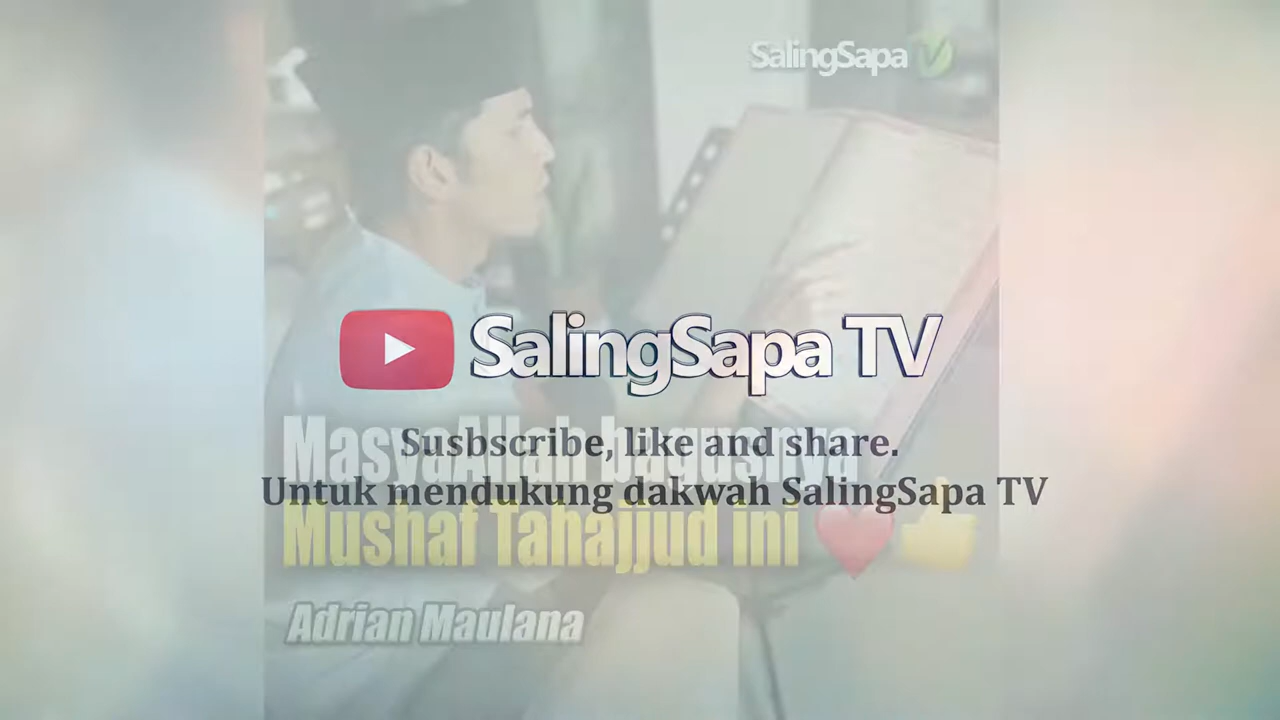 SalingSapa TV
SalingSapa TV
MasyaAllah bagusnya
Susbscribe, like and share.
Untuk mendukung dakwah SalingSapa TV
Mushaf Tahajjud ini
Adrian Maulana